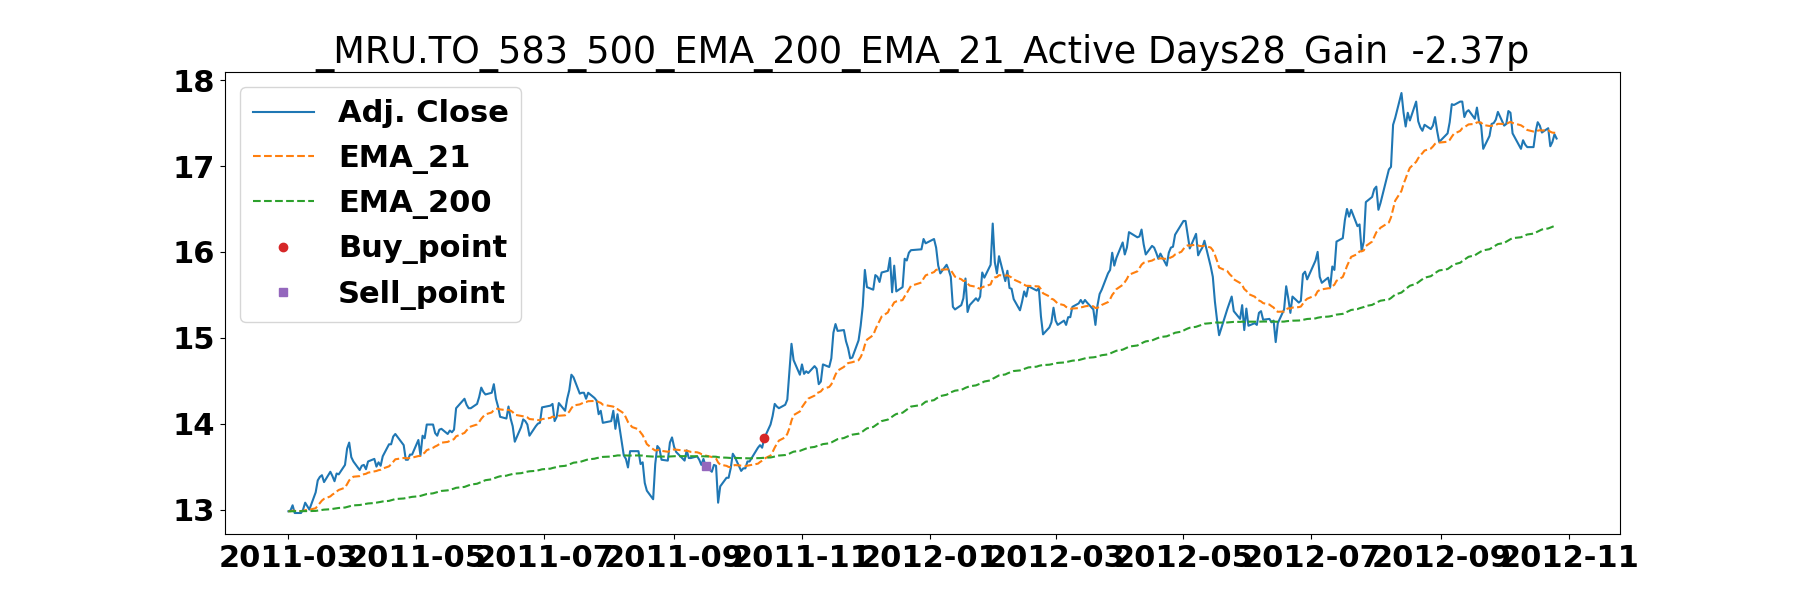 _MRU.TO_583_500_EMA_200_EMA_21_Active Days28_Gain -2.37p
18
17
16
15
14
13
Adj. Close
EMA_21
EMA_200
Buy_point
Sell_point
2011-03 2011-05 2011-07 2011-09 2011-11 2012-01 2012-03 2012-05 2012-07 2012-09 2012-11